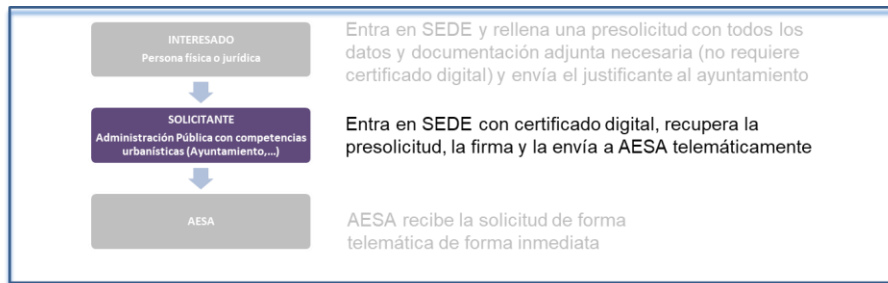 INTERESADO
Persona física o jurídica
Entra en SEDE y rellena una presolicitud con todos los
datos y documentación adjunta necesaria (no requiere
certificado digital) y envía el justificante al ayuntamiento
SOLICITANTE
Administración Pública con competencias
urbanísticas (Ayuntamiento,...)
Entra en SEDE con certificado digital, recupera la
presolicitud, la firma y la envía a AESA telemáticamente
AESA
AESA recibe la solicitud de forma
telemática de forma inmediata